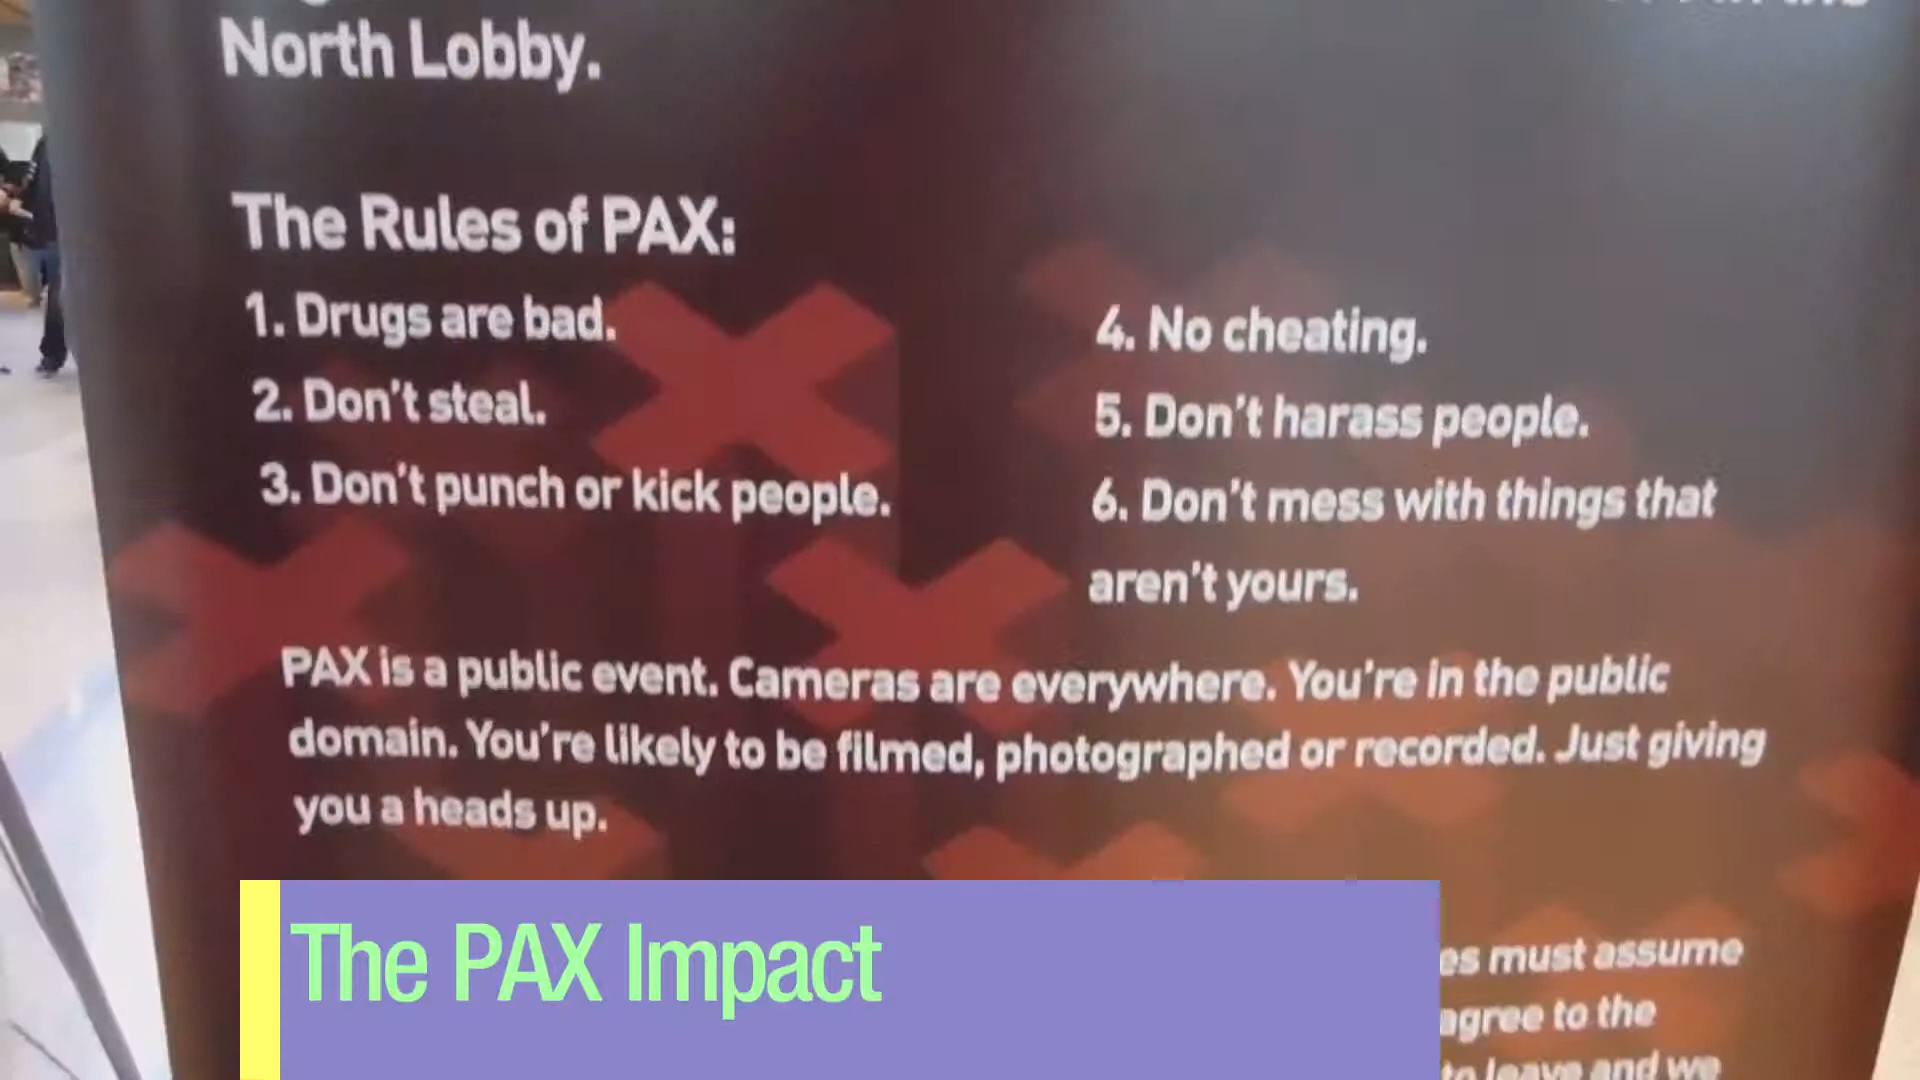 North Lobby.
The Rules of PAX:
1. Drugs are bad.
2. Don't steal.
3. Don't punch or kick people.
4. No cheating.
5. Don't harass people.
6. Don't mess with things that
aren't yours.
PAX is a public event. Cameras are everywhere. You're in the public
domain. You're likely to be filmed, photographed or recorded. Just giving
you a heads up.
must assume
agree to the
to leave and we
The PAX Impact